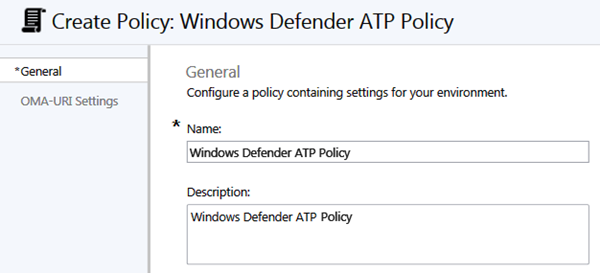 Create Policy: Windows Defender ATP Policy
*General
OMA-URI Settings
General
Configure a policy containing settings for your environment.
* Name:
Windows Defender ATP Policy
Description:
Windows Defender ATP Policy